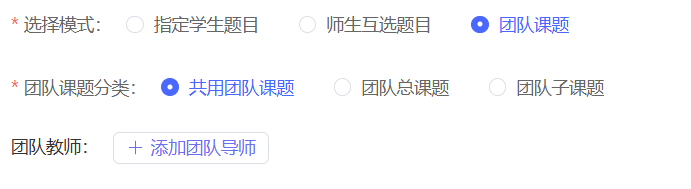 * 选择模式： 指定学生题目 师生互选题目 团队课题
* 团队课题分类： 共用团队课题 团队总课题 团队子课题
团队教师： + 添加团队导师